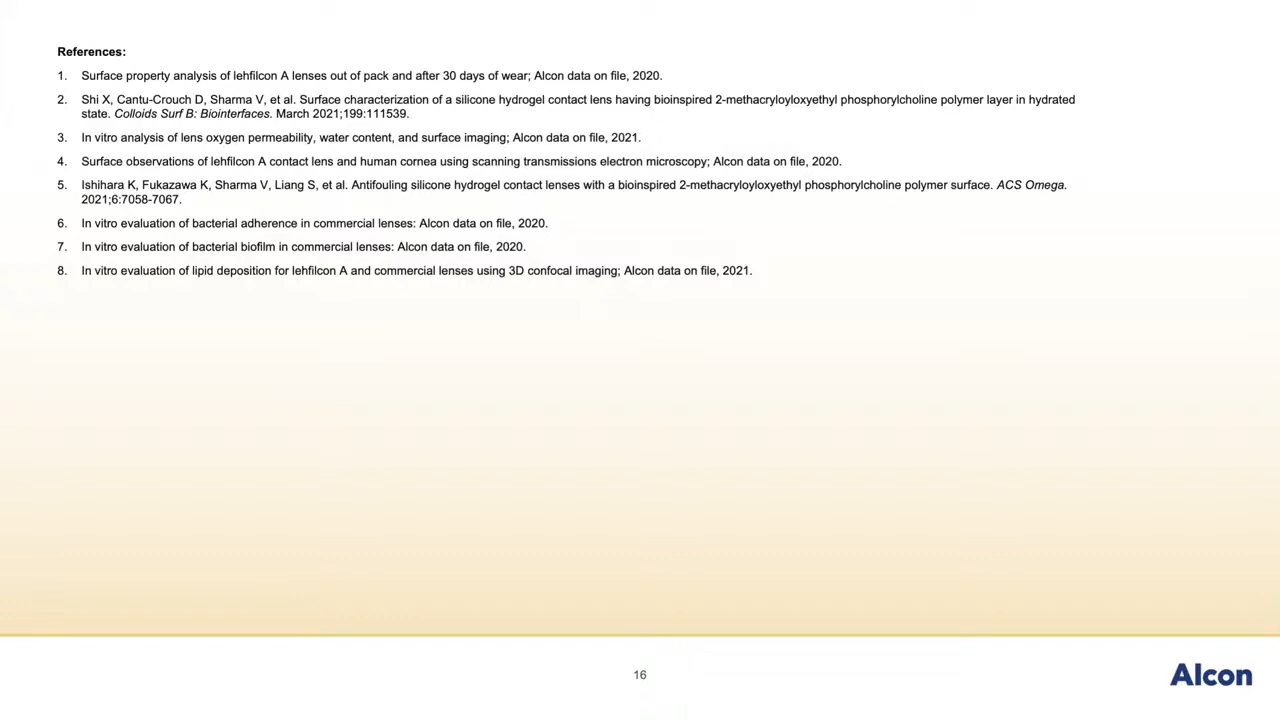 References:
1. Surface property analysis of lehfilcon A lenses out of pack and after 30 days of wear; Alcon data on file, 2020.
2. Shi X, Cantu-Crouch D, Sharma V, et al. Surface characterization of a silicone hydrogel contact lens having bioinspired 2-methacryloyloxyethyl phosphorylcholine polymer layer in hydrated
state. Colloids Surf B: Biointerfaces. March 2021;199:111539.
3. In vitro analysis of lens oxygen permeability, water content, and surface imaging; Alcon data on file, 2021.
4. Surface observations of lehfilcon A contact lens and human cornea using scanning transmissions electron microscopy; Alcon data on file, 2020.
5. Ishihara K, Fukazawa K, Sharma V, Liang S, et al. Antifouling silicone hydrogel contact lenses with a bioinspired 2-methacryloyloxyethyl phosphorylcholine polymer surface. ACS Omega.
2021;6:7058-7067.
6. In vitro evaluation of bacterial adherence in commercial lenses: Alcon data on file, 2020.
7. In vitro evaluation of bacterial biofilm in commercial lenses: Alcon data on file, 2020.
8. In vitro evaluation of lipid deposition for lehfilcon A and commercial lenses using 3D confocal imaging; Alcon data on file, 2021.
16
Alcon